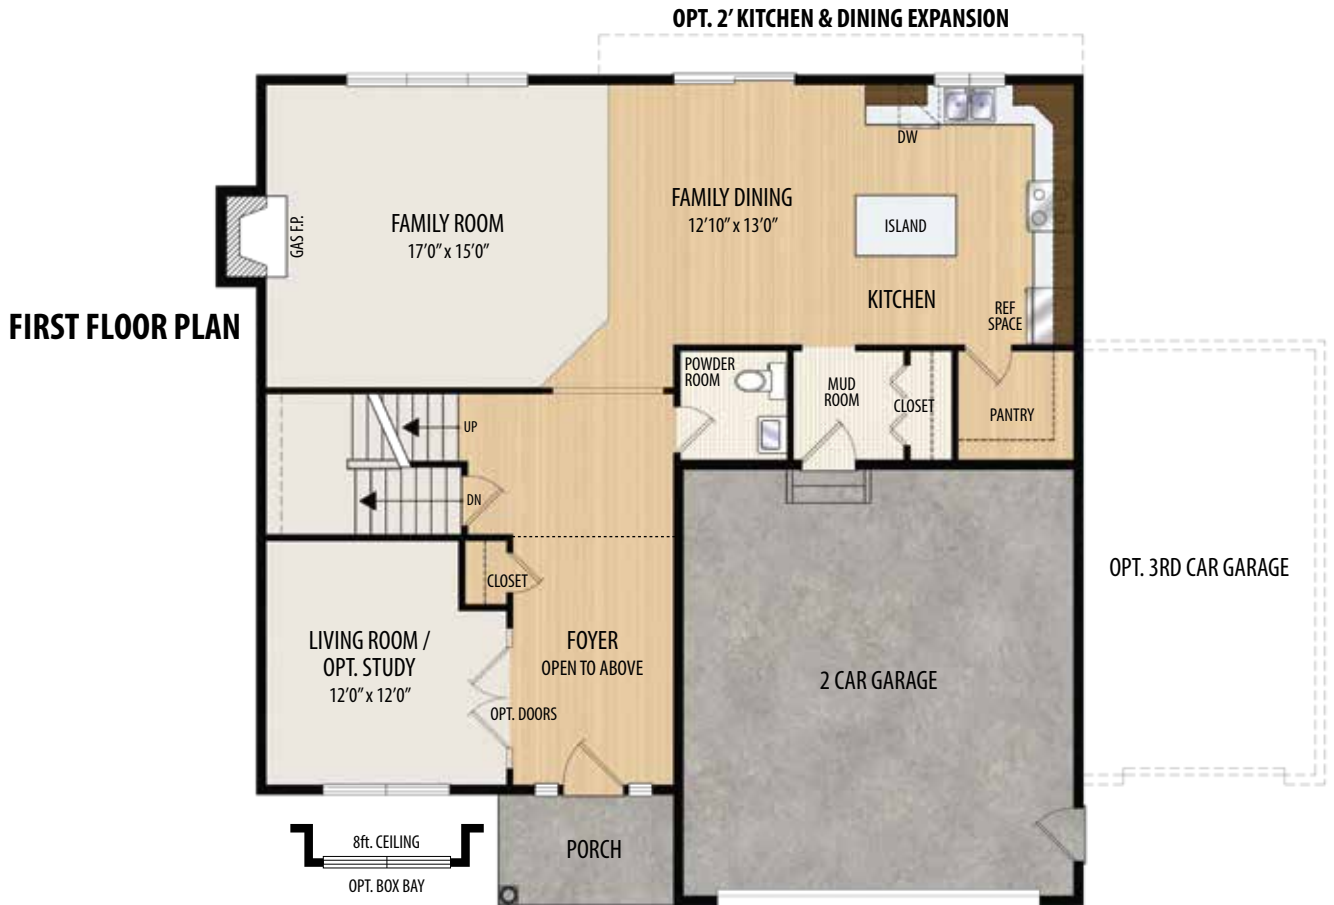 OPT. 2’ KITCHEN & DINING EXPANSION
DW
FAMILY DINING
12’10” x 13’0”
FAMILY ROOM
17’0” x 15’0”
GAS F.P.
ISLAND
KITCHEN
REF
SPACE
FIRST FLOOR PLAN
POWDER
ROOM
MUD
ROOM
CLOSET
PANTRY
UP
DN
CLOSET
OPT. 3RD CAR GARAGE
LIVING ROOM /
OPT. STUDY
12’0” x 12’0”
FOYER
OPEN TO ABOVE
2 CAR GARAGE
OPT. DOORS
8ft. CEILING
OPT. BOX BAY
PORCH